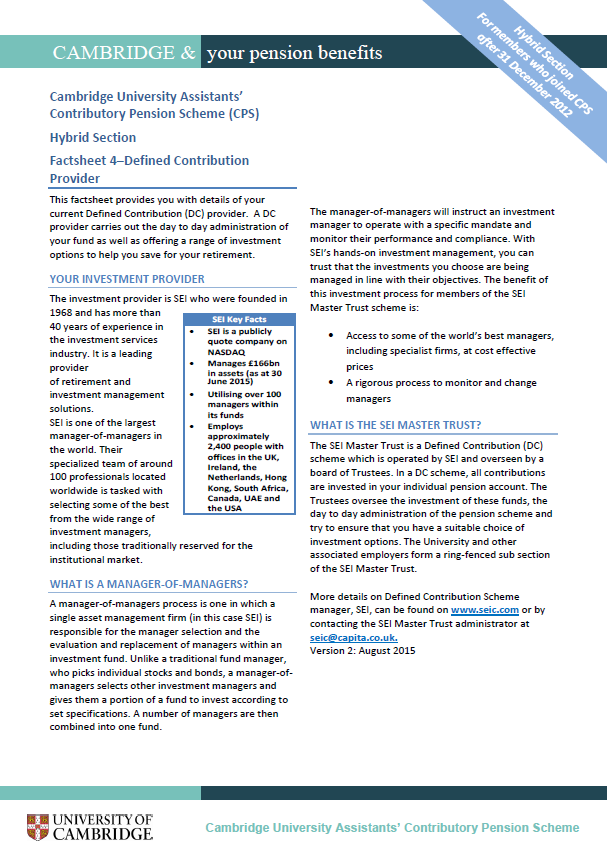 CAMBRIDGE & your pension benefits
Hybrid Section
For members who joined CPS
after 31 December 2012
Cambridge University Assistants'
Contributory Pension Scheme (CPS)
Hybrid Section
Factsheet 4–Defined Contribution
Provider
This factsheet provides you with details of your
current Defined Contribution (DC) provider.  A DC
provider carries out the day to day administration of
your fund as well as offering a range of investment
options to help you save for your retirement.
YOUR INVESTMENT PROVIDER
The investment provider is SEI who were founded in
1968 and has more than
40 years of experience in
the investment services
industry. It is a leading
provider
of retirement and
investment management
solutions.
SEI is one of the largest
manager-of-managers in
the world. Their
specialized team of around
100 professionals located
worldwide is tasked with
selecting some of the best
from the wide range of
investment managers,
including those traditionally reserved for the
institutional market.
SEI Key Facts
• SEI is a publicly
quote company on
NASDAQ
• Manages £166bn
in assets (as at 30
June 2015)
• Utilising over 100
managers within
its funds
• Employs
approximately
2,400 people with
offices in the UK,
Ireland, the
Netherlands, Hong
Kong, South Africa,
Canada, UAE and
the USA
WHAT IS A MANAGER-OF-MANAGERS?
A manager-of-managers process is one in which a
single asset management firm (in this case SEI) is
responsible for the manager selection and the
evaluation and replacement of managers within an
investment fund. Unlike a traditional fund manager,
who picks individual stocks and bonds, a manager-of-
managers selects other investment managers and
gives them a portion of a fund to invest according to
set specifications. A number of managers are then
combined into one fund.
The manager-of-managers will instruct an investment
manager to operate with a specific mandate and
monitor their performance and compliance. With
SEI's hands-on investment management, you can
trust that the investments you choose are being
managed in line with their objectives. The benefit of
this investment process for members of the SEI
Master Trust scheme is:
• Access to some of the world's best managers,
including specialist firms, at cost effective
prices
• A rigorous process to monitor and change
managers
WHAT IS THE SEI MASTER TRUST?
The SEI Master Trust is a Defined Contribution (DC)
scheme which is operated by SEI and overseen by a
board of Trustees. In a DC scheme, all contributions
are invested in your individual pension account. The
Trustees oversee the investment of these funds, the
day to day administration of the pension scheme and
try to ensure that you have a suitable choice of
investment options. The University and other
associated employers form a ring-fenced sub section
of the SEI Master Trust.
More details on Defined Contribution Scheme
manager, SEI, can be found on www.seic.com or by
contacting the SEI Master Trust administrator at
seic@capita.co.uk.
Version 2: August 2015
UNIVERSITY OF
CAMBRIDGE
Cambridge University Assistants' Contributory Pension Scheme